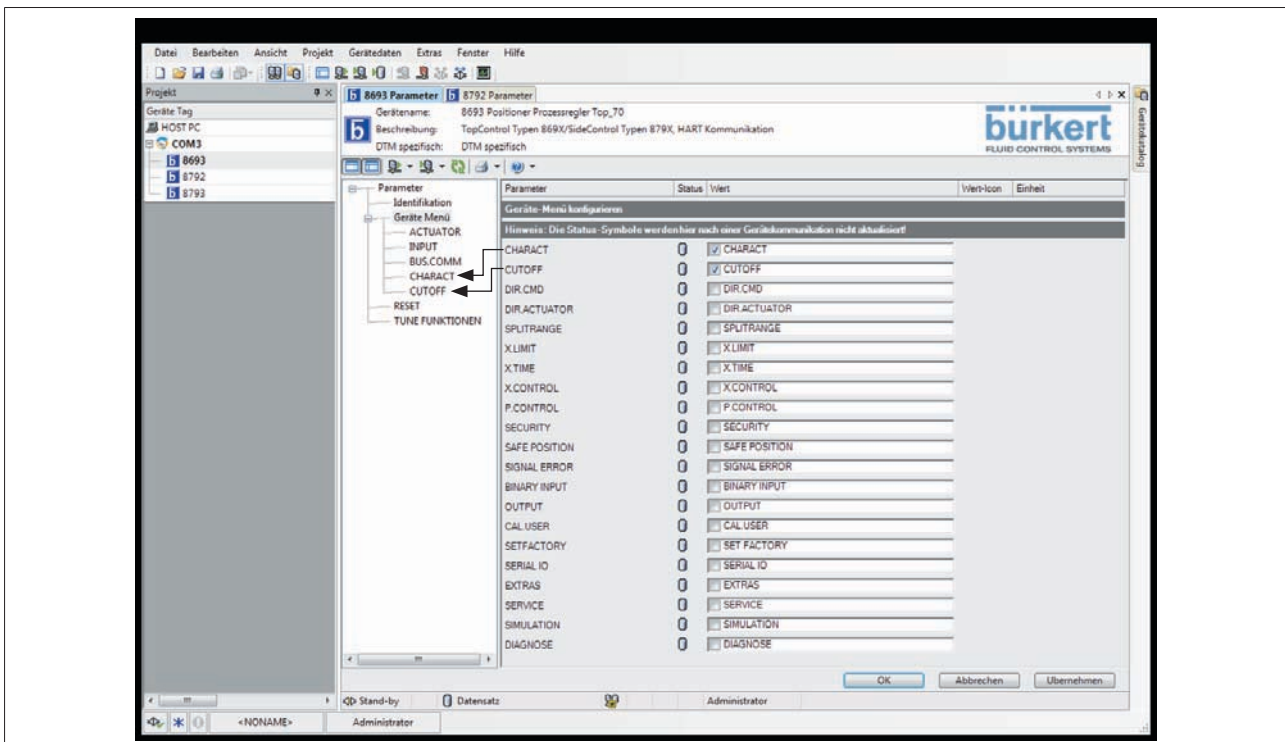 Datei Bearbeiten Ansicht Projekt Gerätedaten Extras Fenster Hilfe
Projekt
Geräte Tag
HOST PC
COM3
8693
8792
8793
8693 Parameter 8792 Parameter
Gerätename: 8693 Positioner Prozessregler Top_70
Beschreibung: TopControl Typen 869X/SideControl Typen 879X, HART Kommunikation
DTM spezifisch: DTM spezifisch
bürkert
FLUID CONTROL SYSTEMS
Gerätekatalog
Parameter
Identifikation
Geräte Menü
ACTUATOR
INPUT
BUS.COMM
CHARACT
CUTOFF
RESET
TUNE FUNKTIONEN
Parameter Status Wert Wert-Icon Einheit
Geräte-Menü konfigurieren
Hinweis: Die Status-Symbole werden hier nach einer Gerätekommunikation nicht aktualisiert!
CHARACT CHARACT
CUTOFF CUTOFF
DIR.CMD DIR.CMD
DIR.ACTUATOR DIR.ACTUATOR
SPLITRANGE SPLITRANGE
X.LIMIT X.LIMIT
X.TIME X.TIME
X.CONTROL X.CONTROL
P.CONTROL P.CONTROL
SECURITY SECURITY
SAFE POSITION SAFE POSITION
SIGNAL ERROR SIGNAL ERROR
BINARY INPUT BINARY INPUT
OUTPUT OUTPUT
CAL.USER CAL.USER
SETFACTORY SET FACTORY
SERIAL IO SERIAL IO
EXTRAS EXTRAS
SERVICE SERVICE
SIMULATION SIMULATION
DIAGNOSE DIAGNOSE
OK Abbrechen Übernehmen
Stand-by Datensatz Administrator
<NONAME> Administrator